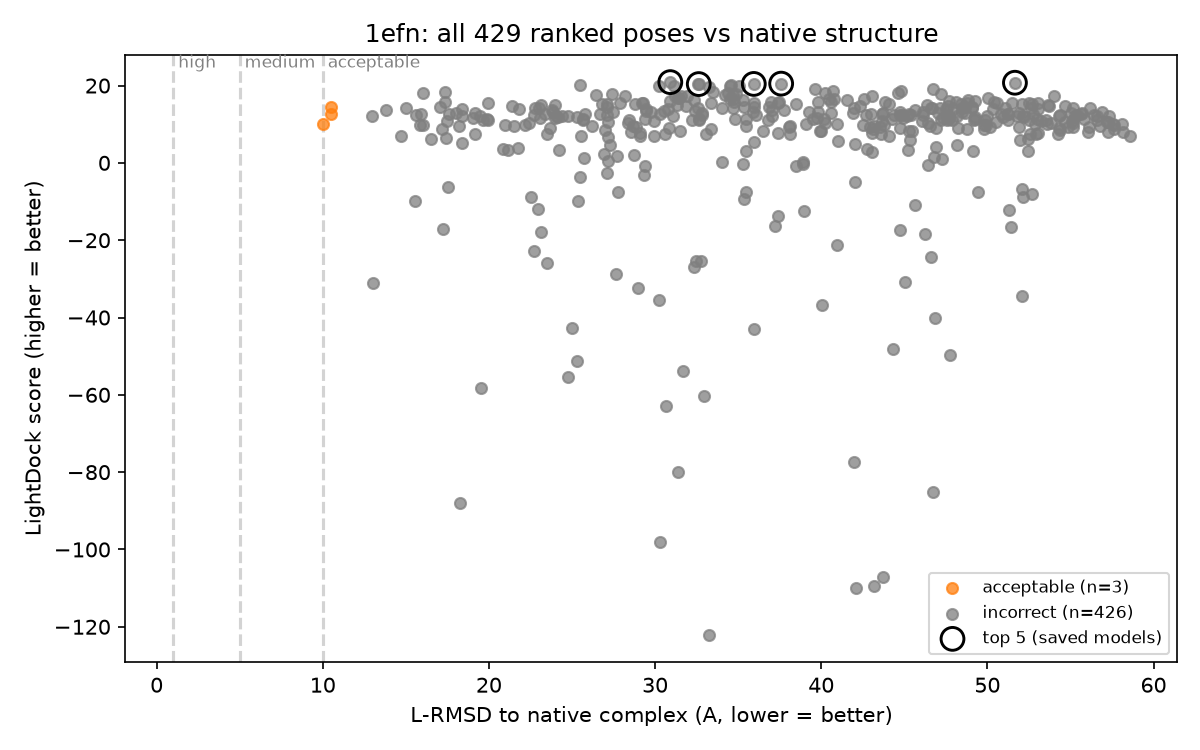 1efn: all 429 ranked poses vs native structure
high
medium
acceptable
LightDock score (higher = better)
20
0
−20
−40
−60
−80
−100
−120
0
10
20
30
40
50
60
L-RMSD to native complex (A, lower = better)
acceptable (n=3)
incorrect (n=426)
top 5 (saved models)